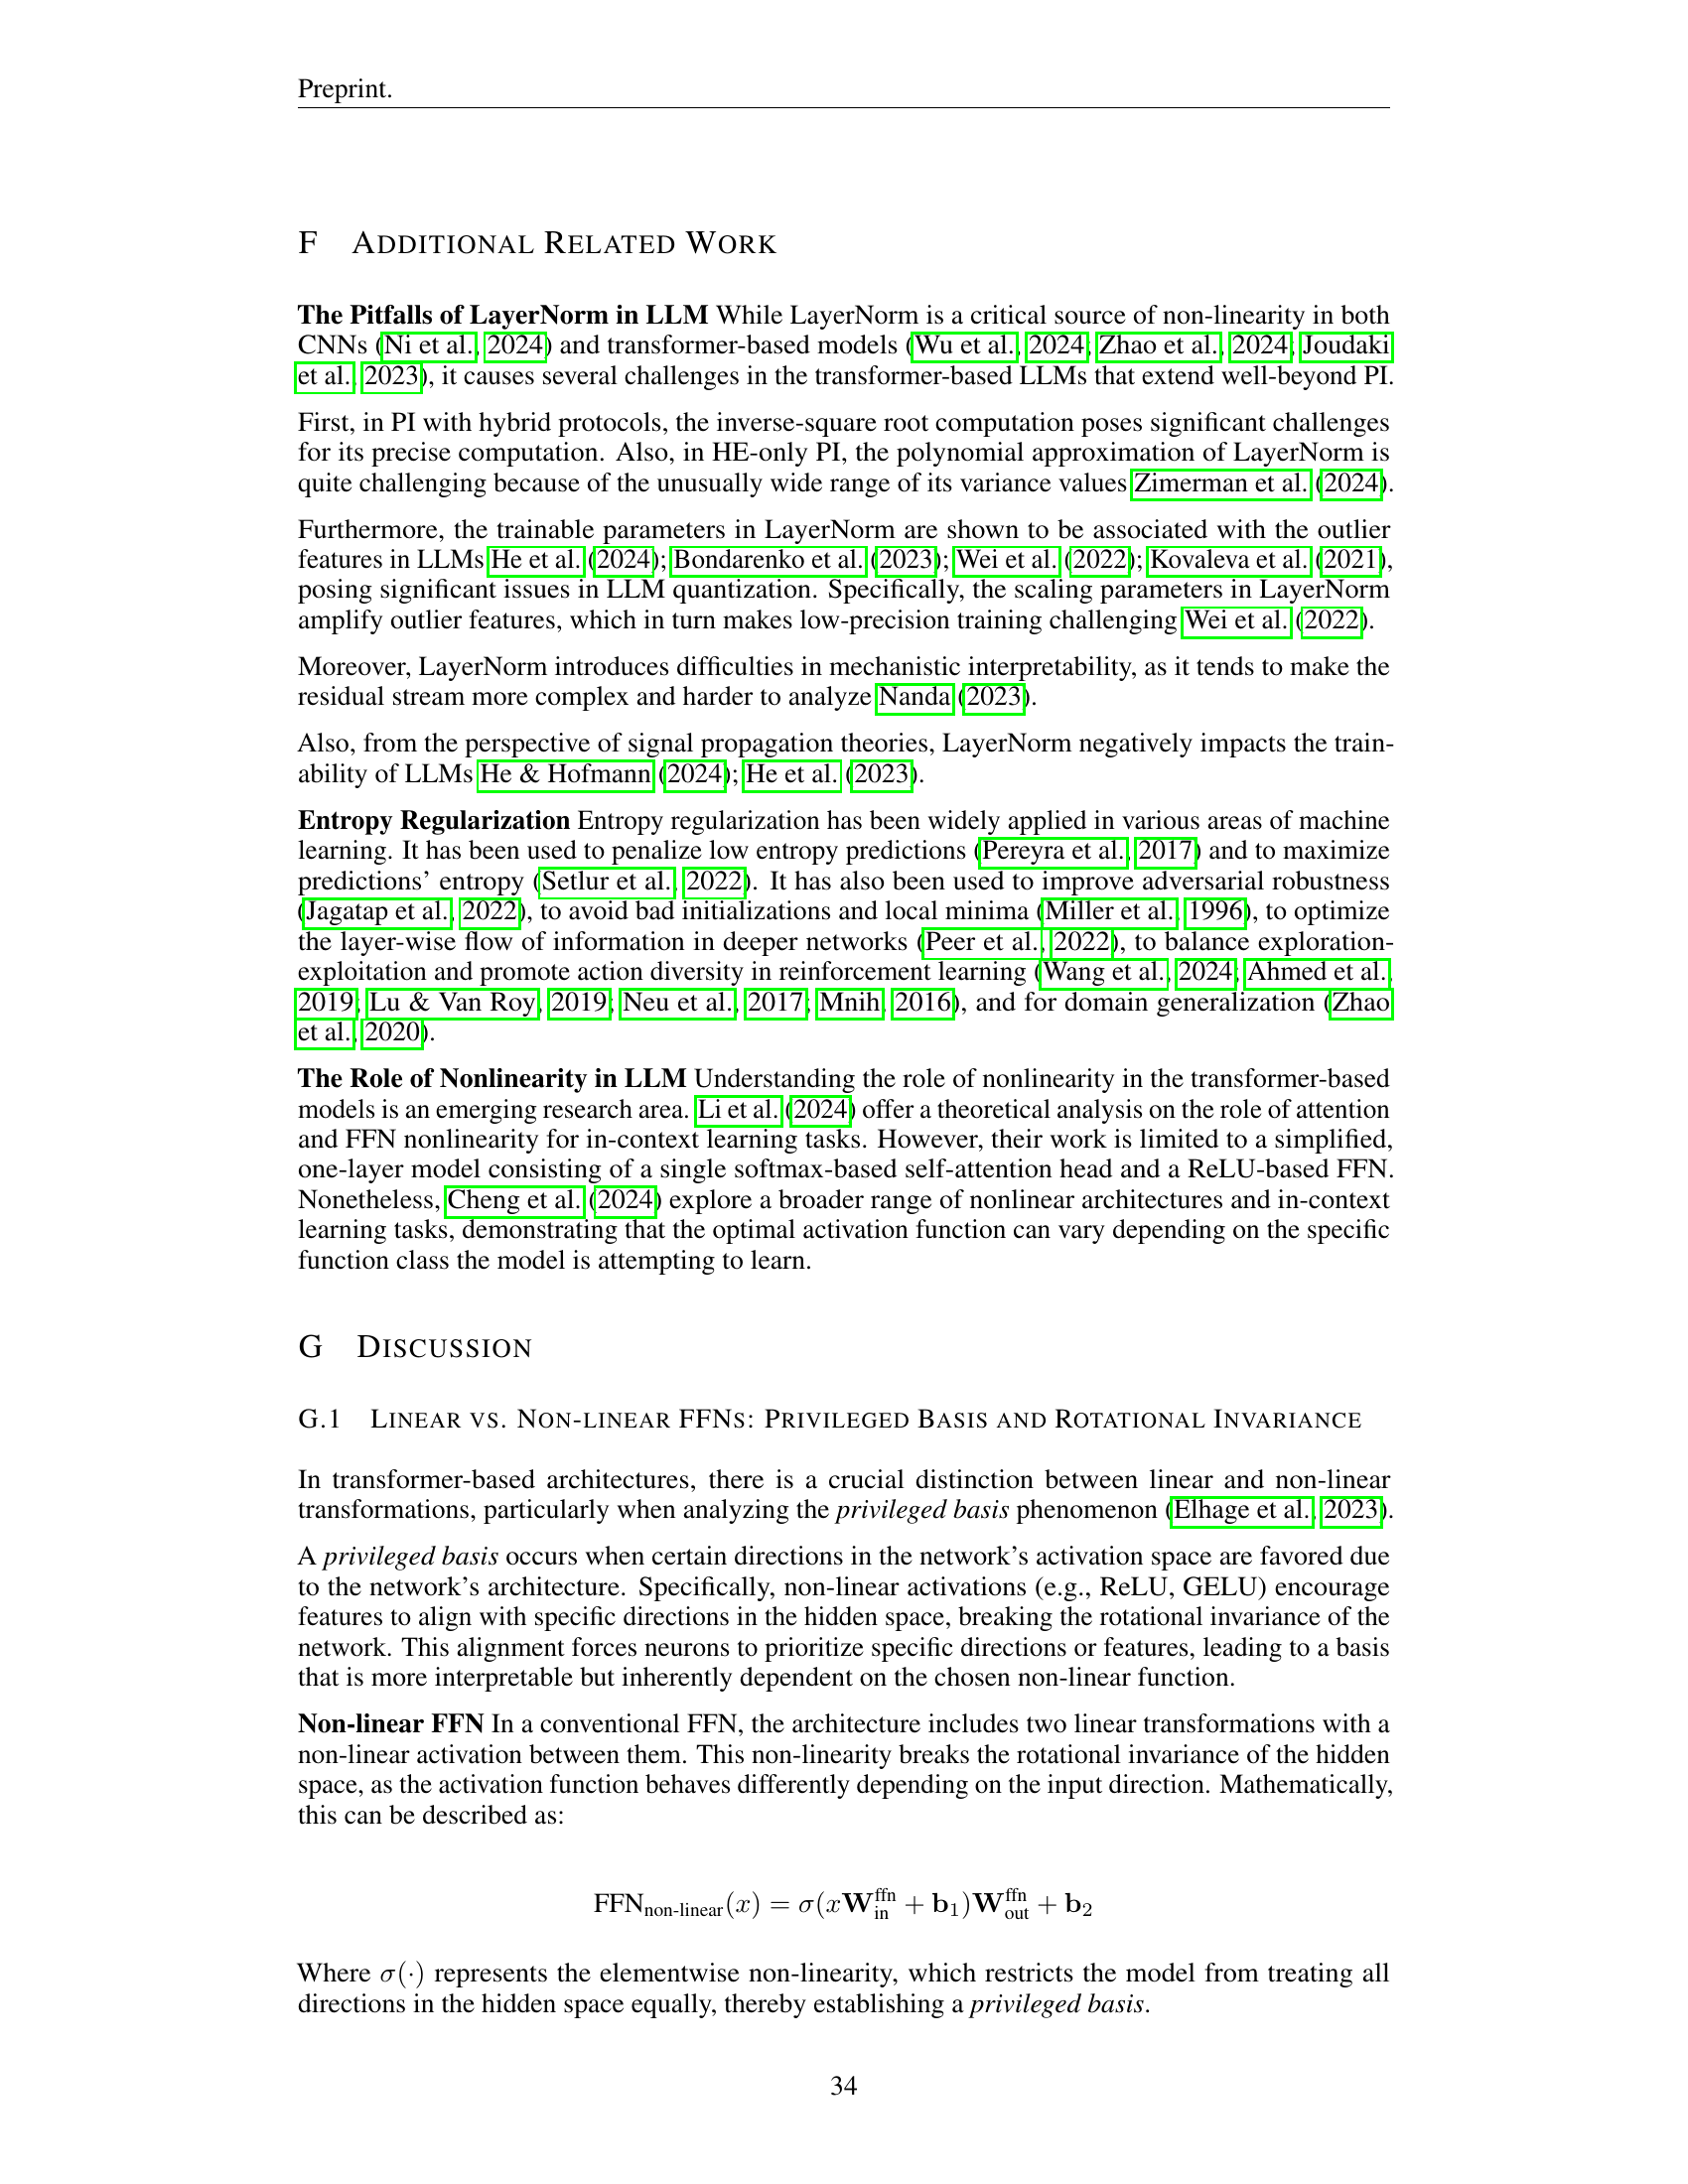 Preprint.
F ADDITIONAL RELATED WORK
The Pitfalls of LayerNorm in LLM While LayerNorm is a critical source of non-linearity in both
CNNs (Ni et al., 2024) and transformer-based models (Wu et al., 2024; Zhao et al., 2024; Joudaki
et al., 2023), it causes several challenges in the transformer-based LLMs that extend well-beyond PI.
First, in PI with hybrid protocols, the inverse-square root computation poses significant challenges
for its precise computation. Also, in HE-only PI, the polynomial approximation of LayerNorm is
quite challenging because of the unusually wide range of its variance values Zimerman et al. (2024).
Furthermore, the trainable parameters in LayerNorm are shown to be associated with the outlier
features in LLMs He et al. (2024); Bondarenko et al. (2023); Wei et al. (2022); Kovaleva et al. (2021),
posing significant issues in LLM quantization. Specifically, the scaling parameters in LayerNorm
amplify outlier features, which in turn makes low-precision training challenging Wei et al. (2022).
Moreover, LayerNorm introduces difficulties in mechanistic interpretability, as it tends to make the
residual stream more complex and harder to analyze Nanda (2023).
Also, from the perspective of signal propagation theories, LayerNorm negatively impacts the train-
ability of LLMs He & Hofmann (2024); He et al. (2023).
Entropy Regularization Entropy regularization has been widely applied in various areas of machine
learning. It has been used to penalize low entropy predictions (Pereyra et al., 2017) and to maximize
predictions' entropy (Setlur et al., 2022). It has also been used to improve adversarial robustness
(Jagatap et al., 2022), to avoid bad initializations and local minima (Miller et al., 1996), to optimize
the layer-wise flow of information in deeper networks (Peer et al., 2022), to balance exploration-
exploitation and promote action diversity in reinforcement learning (Wang et al., 2024; Ahmed et al.,
2019; Lu & Van Roy, 2019; Neu et al., 2017; Mnih, 2016), and for domain generalization (Zhao
et al., 2020).
The Role of Nonlinearity in LLM Understanding the role of nonlinearity in the transformer-based
models is an emerging research area. Li et al. (2024) offer a theoretical analysis on the role of attention
and FFN nonlinearity for in-context learning tasks. However, their work is limited to a simplified,
one-layer model consisting of a single softmax-based self-attention head and a ReLU-based FFN.
Nonetheless, Cheng et al. (2024) explore a broader range of nonlinear architectures and in-context
learning tasks, demonstrating that the optimal activation function can vary depending on the specific
function class the model is attempting to learn.
G DISCUSSION
G.1 LINEAR VS. NON-LINEAR FFNS: PRIVILEGED BASIS AND ROTATIONAL INVARIANCE
In transformer-based architectures, there is a crucial distinction between linear and non-linear
transformations, particularly when analyzing the privileged basis phenomenon (Elhage et al., 2023).
A privileged basis occurs when certain directions in the network's activation space are favored due
to the network's architecture. Specifically, non-linear activations (e.g., ReLU, GELU) encourage
features to align with specific directions in the hidden space, breaking the rotational invariance of the
network. This alignment forces neurons to prioritize specific directions or features, leading to a basis
that is more interpretable but inherently dependent on the chosen non-linear function.
Non-linear FFN In a conventional FFN, the architecture includes two linear transformations with a
non-linear activation between them. This non-linearity breaks the rotational invariance of the hidden
space, as the activation function behaves differently depending on the input direction. Mathematically,
this can be described as:
FFN_non-linear(x) = σ(xW_in^ffn + b_1)W_out^ffn + b_2
Where σ(·) represents the elementwise non-linearity, which restricts the model from treating all
directions in the hidden space equally, thereby establishing a privileged basis.
34